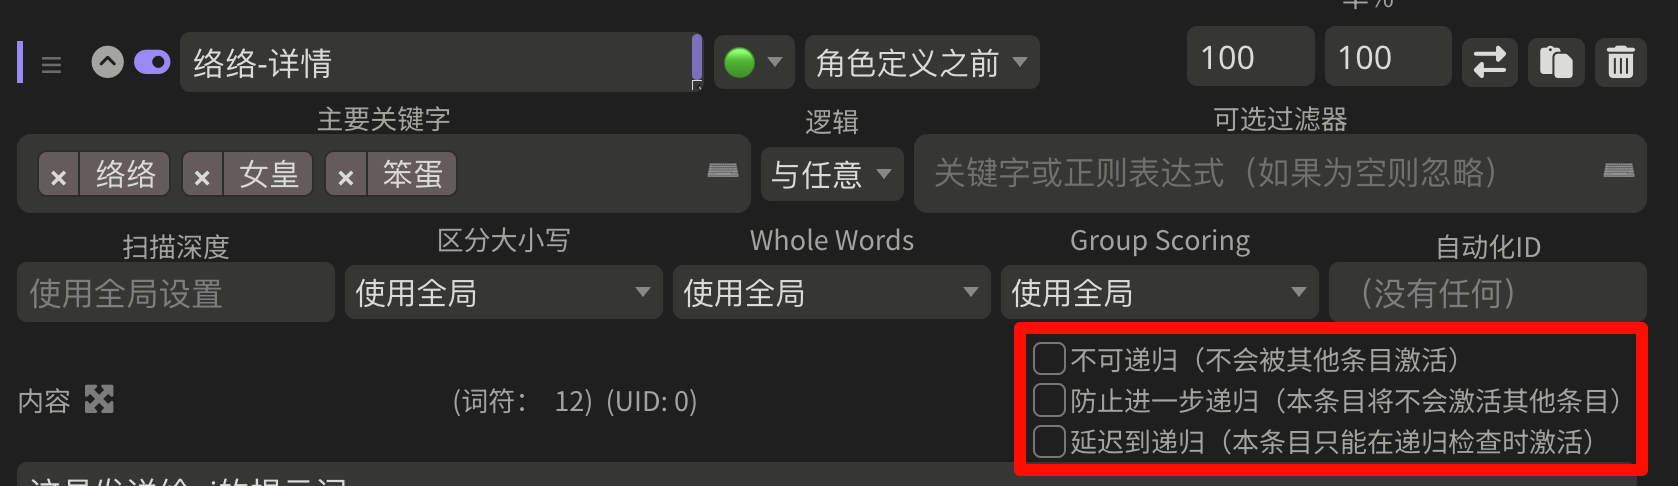 率%
络络-详情
角色定义之前
100
100
主要关键字
逻辑
可选过滤器
× 络络 × 女皇 × 笨蛋
与任意
关键字或正则表达式（如果为空则忽略）
扫描深度
区分大小写
Whole Words
Group Scoring
自动化ID
使用全局设置
使用全局
使用全局
使用全局
（没有任何）
不可递归（不会被其他条目激活）
防止进一步递归（本条目将不会激活其他条目）
延迟到递归（本条目只能在递归检查时激活）
内容
(词符： 12) (UID: 0)